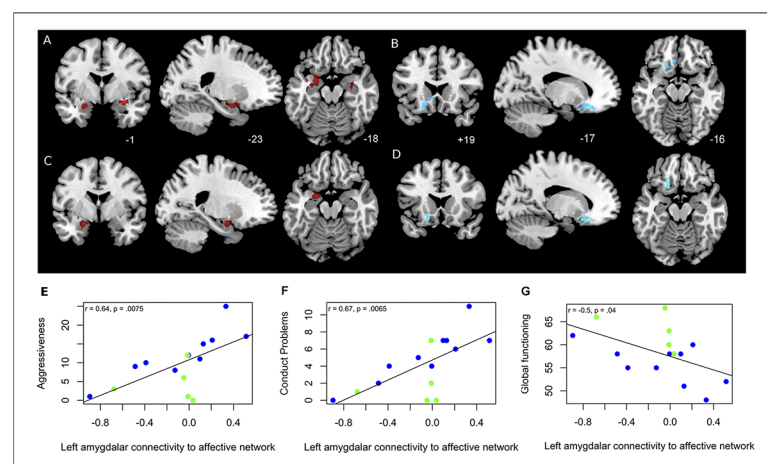 A
B
-1
-23
-18
+19
-17
-16
C
D
E
r = 0.64, p = .0075
Aggressiveness
20
10
5
0
-0.8
-0.4
0
0.4
Left amygdalar connectivity to affective network
F
r = 0.67, p = .0065
Conduct Problems
10
8
6
4
2
0
-0.8
-0.4
0.0
0.4
Left amygdalar connectivity to affective network
G
r = -0.5, p = .04
Global functioning
65
60
55
50
-0.8
-0.4
0.0
0.4
Left amygdalar connectivity to affective network